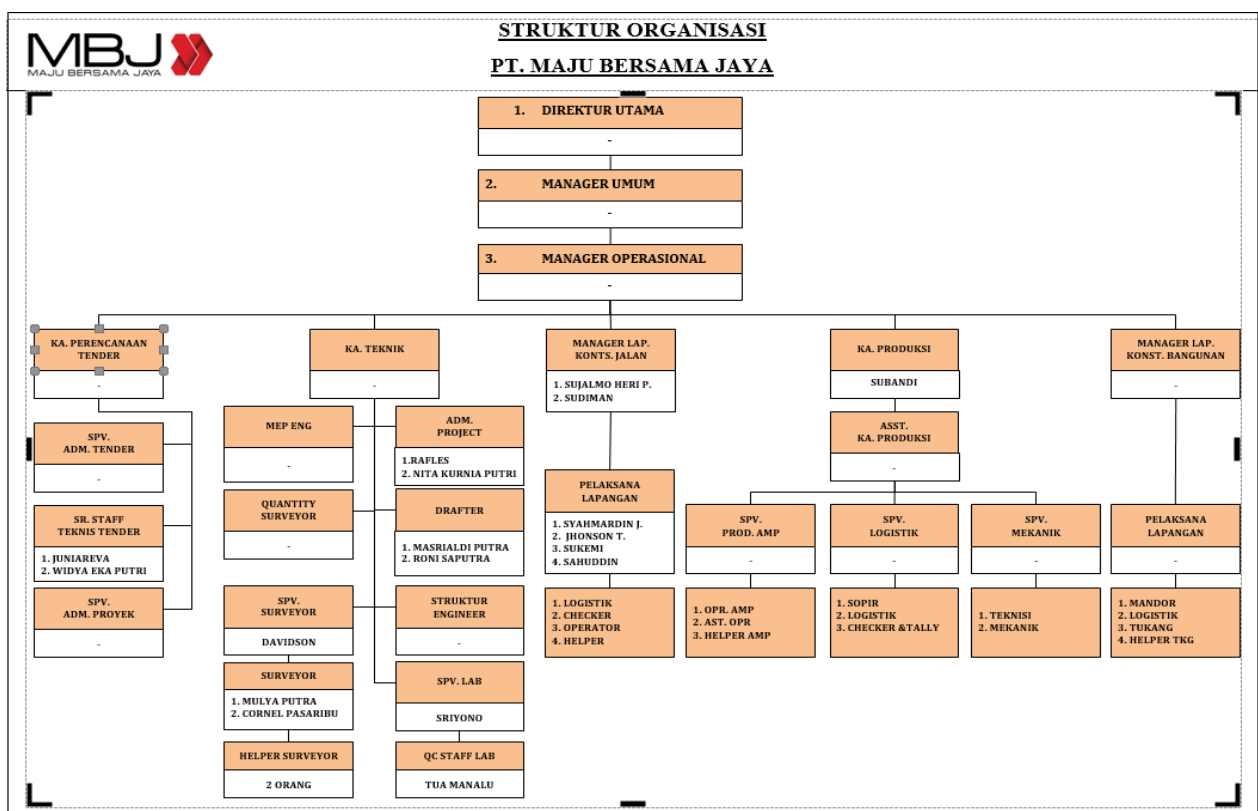 MBJ
MAJU BERSAMA JAYA
STRUKTUR ORGANISASI
PT. MAJU BERSAMA JAYA
1. DIREKTUR UTAMA
-
2. MANAGER UMUM
-
3. MANAGER OPERASIONAL
-
KA. PERENCANAAN
TENDER
-
SPV.
ADM. TENDER
-
SR. STAFF
TEKNIS TENDER
1. JUNIAREVA
2. WIDYA EKA PUTRI
SPV.
ADM. PROYEK
-
KA. TEKNIK
-
MEP ENG
-
ADM.
PROJECT
1.RAFLES
2. NITA KURNIA PUTRI
QUANTITY
SURVEYOR
-
DRAFTER
1. MASRIALDI PUTRA
2. RONI SAPUTRA
SPV.
SURVEYOR
DAVIDSON
STRUKTUR
ENGINEER
-
SURVEYOR
1. MULYA PUTRA
2. CORNEL PASARIBU
SPV. LAB
SRIYONO
HELPER SURVEYOR
2 ORANG
QC STAFF LAB
TUA MANALU
MANAGER LAP.
KONTS. JALAN
1. SUJALMO HERI P.
2. SUDIMAN
PELAKSANA
LAPANGAN
1. SYAHMARDIN J.
2. JHONSON T.
3. SUKEMI
4. SAHUDDIN
1. LOGISTIK
2. CHECKER
3. OPERATOR
4. HELPER
KA. PRODUKSI
SUBANDI
ASST.
KA. PRODUKSI
-
SPV.
PROD. AMP
-
1. OPR. AMP
2. AST. OPR
3. HELPER AMP
SPV.
LOGISTIK
-
1. SOPIR
2. LOGISTIK
3. CHECKER &TALLY
SPV.
MEKANIK
-
1. TEKNISI
2. MEKANIK
MANAGER LAP.
KONST. BANGUNAN
-
PELAKSANA
LAPANGAN
-
1. MANDOR
2. LOGISTIK
3. TUKANG
4. HELPER TKG